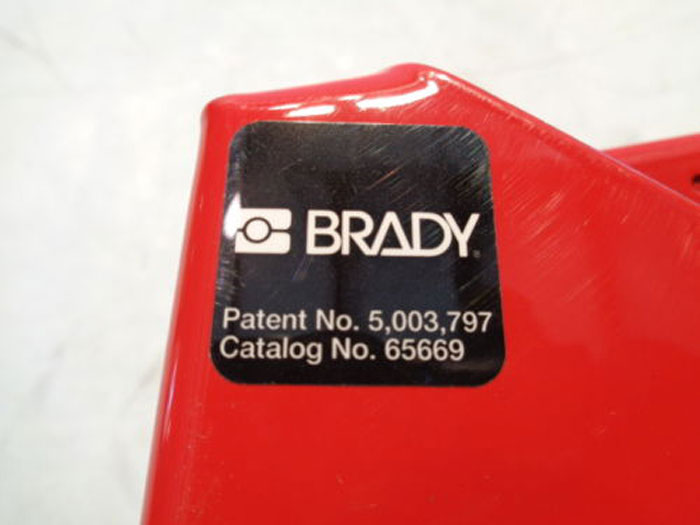 BRADY
Patent No. 5,003,797
Catalog No. 65669